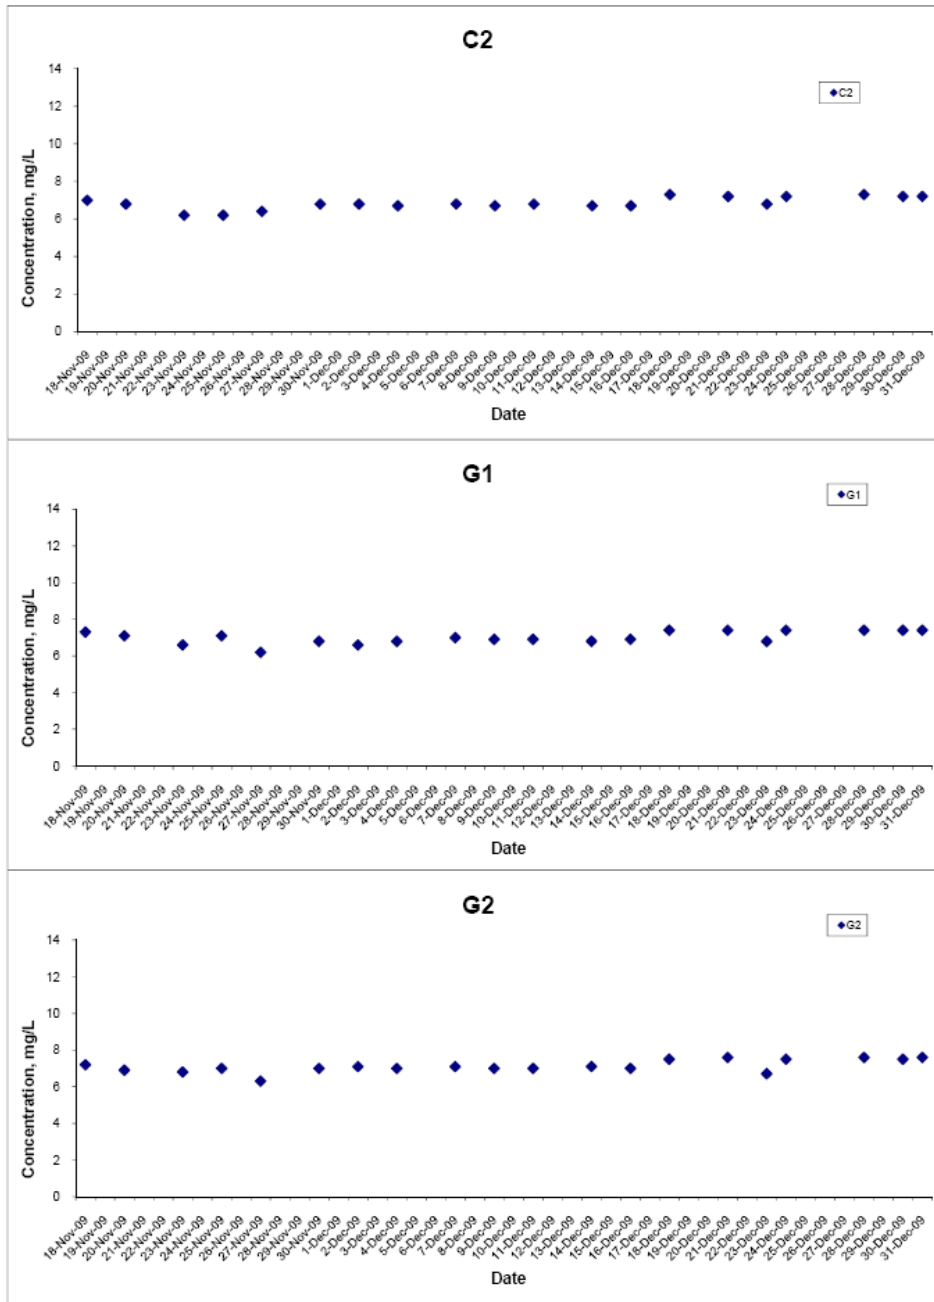 C2
C2
14
12
10
8
6
4
2
0
Concentration, mg/L
18-Nov-09
19-Nov-09
20-Nov-09
21-Nov-09
22-Nov-09
23-Nov-09
24-Nov-09
25-Nov-09
26-Nov-09
27-Nov-09
28-Nov-09
29-Nov-09
30-Nov-09
1-Dec-09
2-Dec-09
3-Dec-09
4-Dec-09
5-Dec-09
6-Dec-09
7-Dec-09
8-Dec-09
9-Dec-09
10-Dec-09
11-Dec-09
12-Dec-09
13-Dec-09
14-Dec-09
15-Dec-09
16-Dec-09
17-Dec-09
18-Dec-09
19-Dec-09
20-Dec-09
21-Dec-09
22-Dec-09
23-Dec-09
24-Dec-09
25-Dec-09
26-Dec-09
27-Dec-09
28-Dec-09
29-Dec-09
30-Dec-09
31-Dec-09
Date
G1
G1
14
12
10
8
6
4
2
0
Concentration, mg/L
18-Nov-09
19-Nov-09
20-Nov-09
21-Nov-09
22-Nov-09
23-Nov-09
24-Nov-09
25-Nov-09
26-Nov-09
27-Nov-09
28-Nov-09
29-Nov-09
30-Nov-09
1-Dec-09
2-Dec-09
3-Dec-09
4-Dec-09
5-Dec-09
6-Dec-09
7-Dec-09
8-Dec-09
9-Dec-09
10-Dec-09
11-Dec-09
12-Dec-09
13-Dec-09
14-Dec-09
15-Dec-09
16-Dec-09
17-Dec-09
18-Dec-09
19-Dec-09
20-Dec-09
21-Dec-09
22-Dec-09
23-Dec-09
24-Dec-09
25-Dec-09
26-Dec-09
27-Dec-09
28-Dec-09
29-Dec-09
30-Dec-09
31-Dec-09
Date
G2
G2
14
12
10
8
6
4
2
0
Concentration, mg/L
18-Nov-09
19-Nov-09
20-Nov-09
21-Nov-09
22-Nov-09
23-Nov-09
24-Nov-09
25-Nov-09
26-Nov-09
27-Nov-09
28-Nov-09
29-Nov-09
30-Nov-09
1-Dec-09
2-Dec-09
3-Dec-09
4-Dec-09
5-Dec-09
6-Dec-09
7-Dec-09
8-Dec-09
9-Dec-09
10-Dec-09
11-Dec-09
12-Dec-09
13-Dec-09
14-Dec-09
15-Dec-09
16-Dec-09
17-Dec-09
18-Dec-09
19-Dec-09
20-Dec-09
21-Dec-09
22-Dec-09
23-Dec-09
24-Dec-09
25-Dec-09
26-Dec-09
27-Dec-09
28-Dec-09
29-Dec-09
30-Dec-09
31-Dec-09
Date